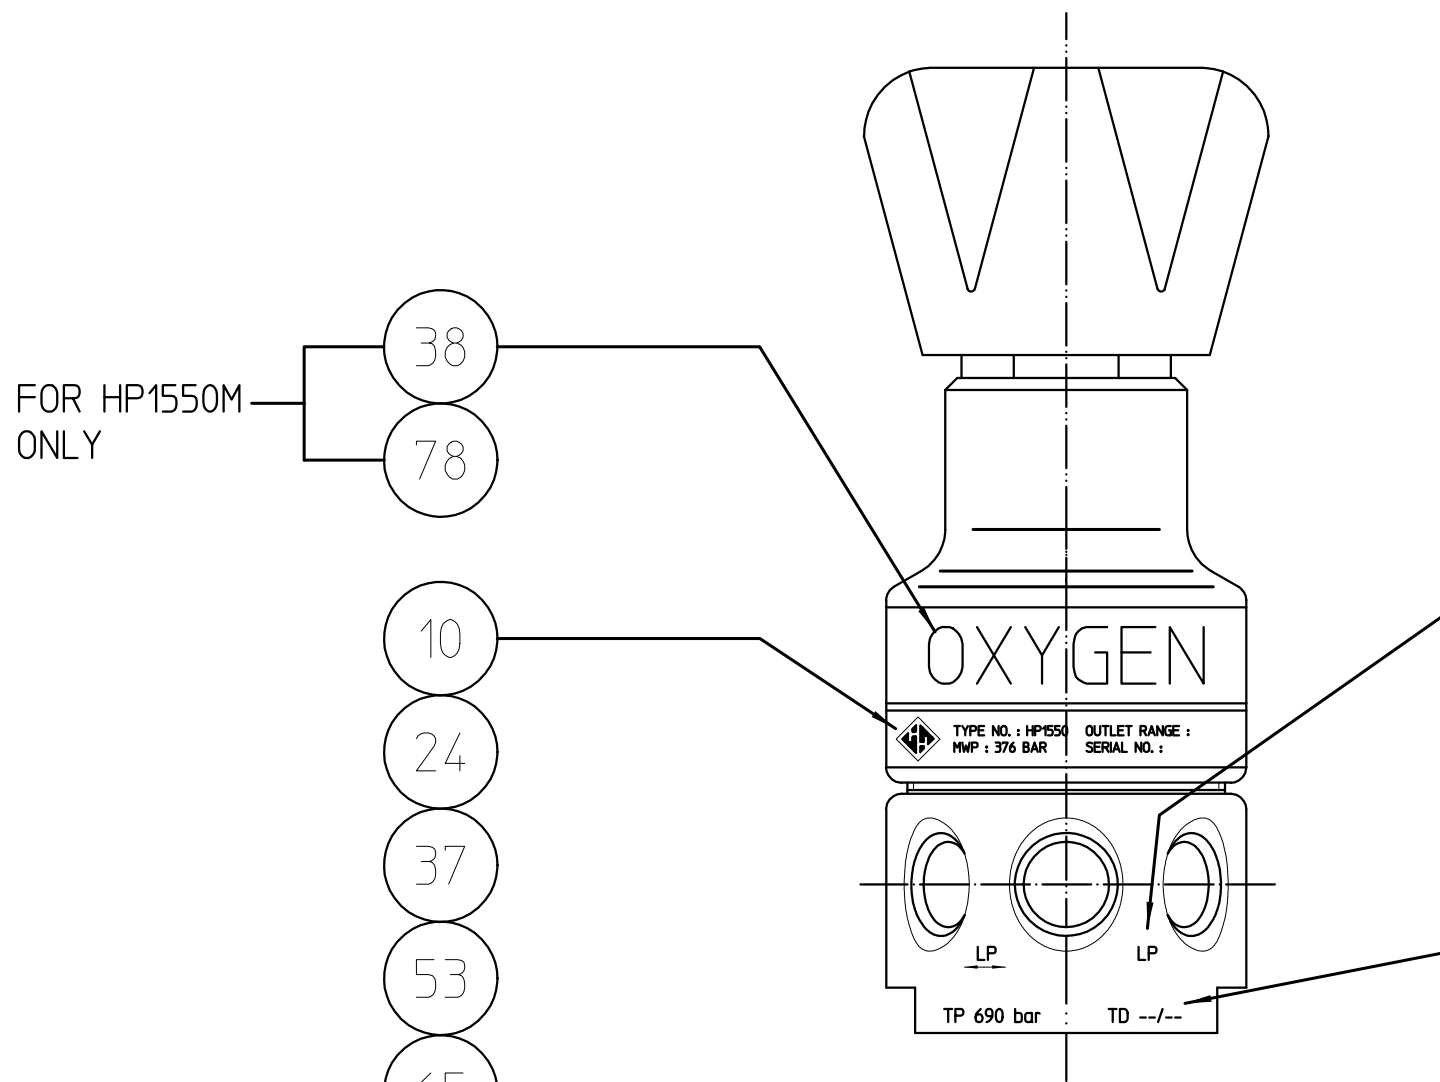 38
FOR HP1550M
ONLY
78
10
OXYGEN
TYPE NO. : HP1550 OUTLET RANGE :
MWP : 376 BAR SERIAL NO. :
24
37
53
LP LP
TP 690 bar TD --/--